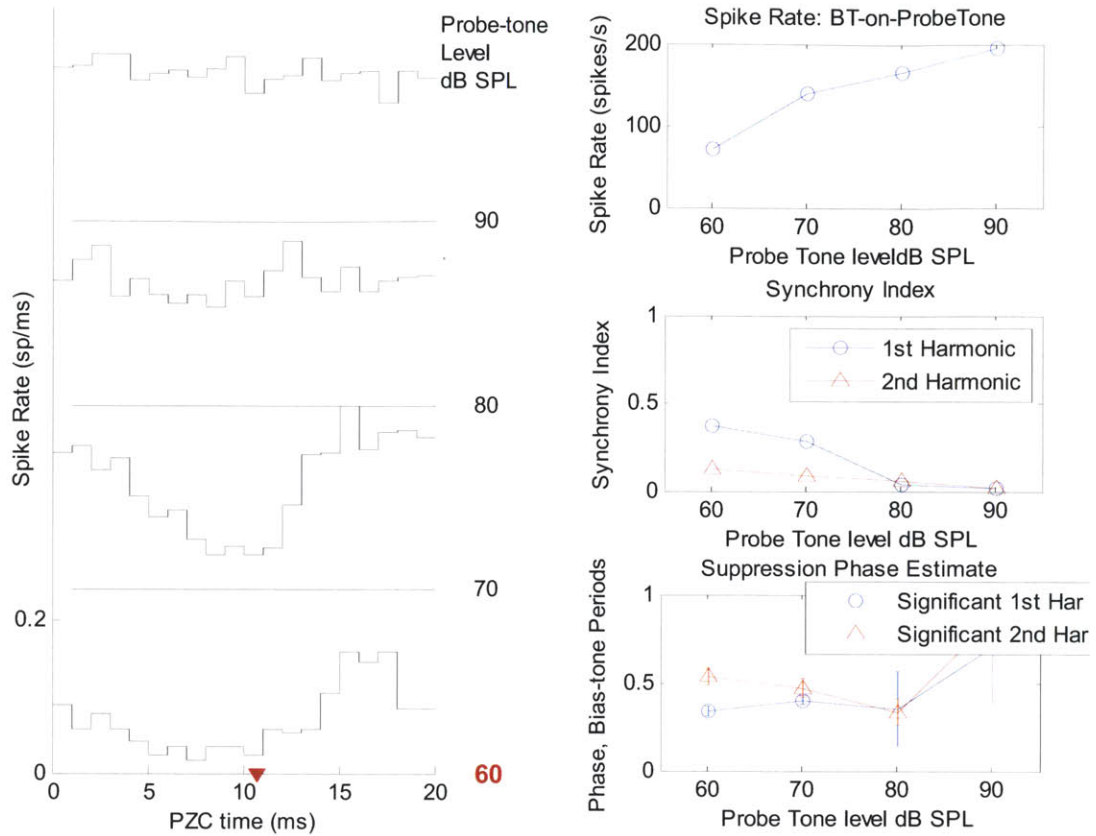 Probe-tone
Level
dB SPL
90
80
70
60
Spike Rate (sp/ms)
0.2
0
0
5
10
15
20
PZC time (ms)
Spike Rate: BT-on-ProbeTone
Spike Rate (spikes/s)
200
100
0
60
70
80
90
Probe Tone leveldB SPL
Synchrony Index
Synchrony Index
1
0.5
0
1st Harmonic
2nd Harmonic
60
70
80
90
Probe Tone level dB SPL
Suppression Phase Estimate
Phase, Bias-tone Periods
1
0.5
0
Significant 1st Har
Significant 2nd Har
60
70
80
90
Probe Tone level dB SPL